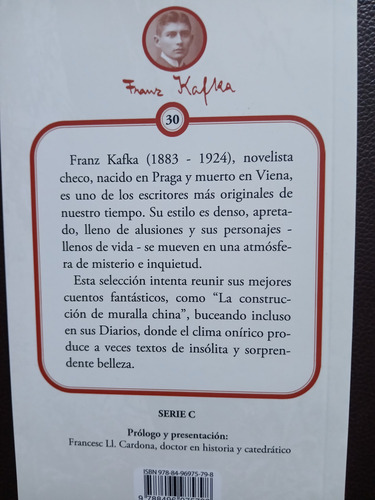 Franz Kafka
30
Franz Kafka (1883 - 1924), novelista
checo, nacido en Praga y muerto en Viena,
es uno de los escritores más originales de
nuestro tiempo. Su estilo es denso, apreta-
do, lleno de alusiones y sus personajes -
llenos de vida - se mueven en una atmósfe-
ra de misterio e inquietud.
Esta selección intenta reunir sus mejores
cuentos fantásticos, como “La construcc-
ción de muralla china”, buceando incluso
en sus Diarios, donde el clima onírico pro-
duce a veces textos de insólita y sorpren-
dente belleza.
SERIE C
Prólogo y presentación:
Francesc Ll. Cardona, doctor en historia y catedrático
ISBN 978-84-96975-79-8